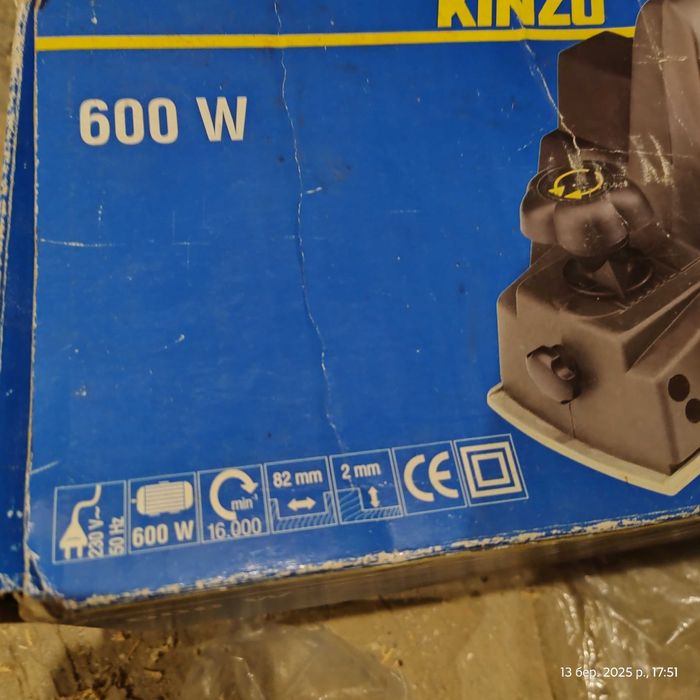 KINZO
600 W
230 V~
50 Hz
600 W
min⁻¹
16.000
82 mm
2 mm
CE
13 бер. 2025 р., 17:51